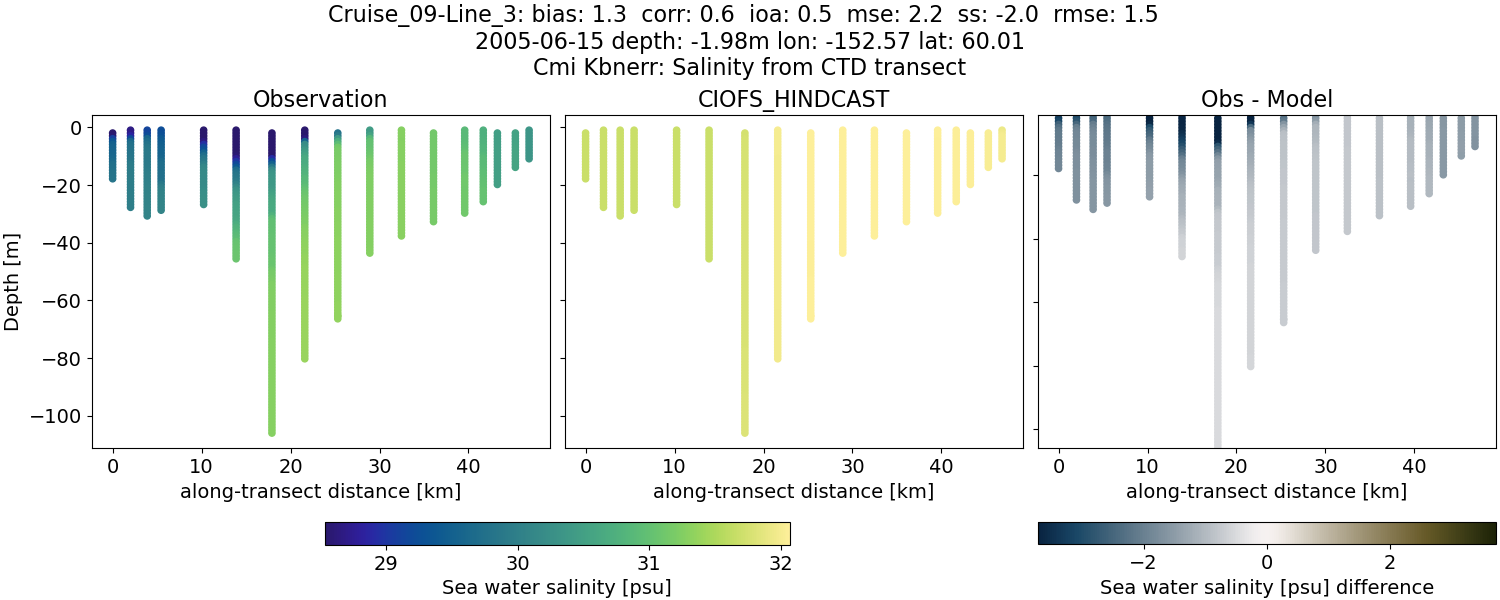 Cruise_09-Line_3: bias: 1.3  corr: 0.6  ioa: 0.5  mse: 2.2  ss: -2.0  rmse: 1.5
2005-06-15 depth: -1.98m lon: -152.57 lat: 60.01
Cmi Kbnerr: Salinity from CTD transect
Observation
CIOFS_HINDCAST
Obs - Model
0
−20
−40
−60
−80
−100
Depth [m]
0 10 20 30 40
0 10 20 30 40
0 10 20 30 40
along-transect distance [km]
along-transect distance [km]
along-transect distance [km]
29 30 31 32
Sea water salinity [psu]
−2 0 2
Sea water salinity [psu] difference